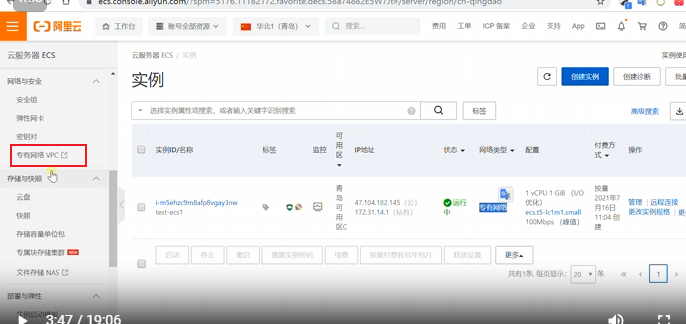 ecs.console.aliyun.com/?spm=5176.11182172.favorite.decs.58a74882E5W7Jt#/server/region/cn-qingdao
阿里云
工作台
账号全部资源
华北1（青岛）
搜索...
费用
工单
ICP 备案
企业
支持
App
简
云服务器 ECS
云服务器 ECS / 实例
实例使用
网络与安全
安全组
弹性网卡
密钥对
专有网络 VPC
存储与快照
云盘
快照
存储容量单位包
专属块存储集群 NEW
文件存储 NAS
部署与弹性
实例
创建实例
创建诊断
批量
选择实例属性项搜索，或者输入关键字识别搜索
标签
高级搜索
实例ID/名称
标签
监控
可用区
IP地址
状态
网络类型
配置
付费方式
操作
i-m5ehzc9m8afp8vgay3nw
test-ecs1
青岛 可用区C
47.104.182.145（公）
172.31.14.1（私有）
运行中
专有网络
1 vCPU 1 GiB （I/O优化）
ecs.t5-lc1m1.small
100Mbps （峰值）
按量
2021年7月16日 11:04 创建
管理 | 远程连接
更改实例规格
启动
停止
重启
重置实例密码
续费
按量付费转包年包月
释放设置
更多
共有1条, 每页显示: 20 条
« ‹ 1 ›
3:47 / 19:06